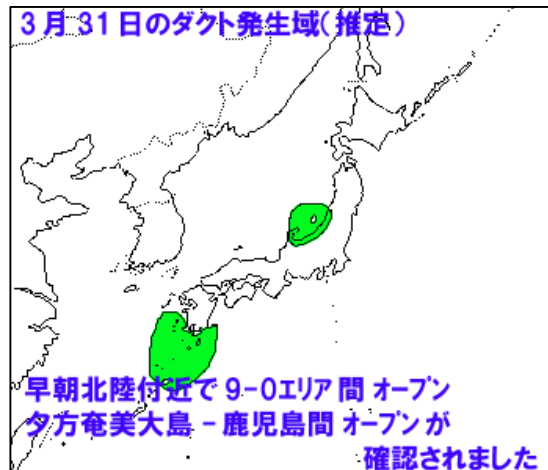 3月31日のダクト発生域(推定)
早朝北陸付近で9-0エリア間 オープン
夕方奄美大島-鹿児島間 オープンが
確認されました